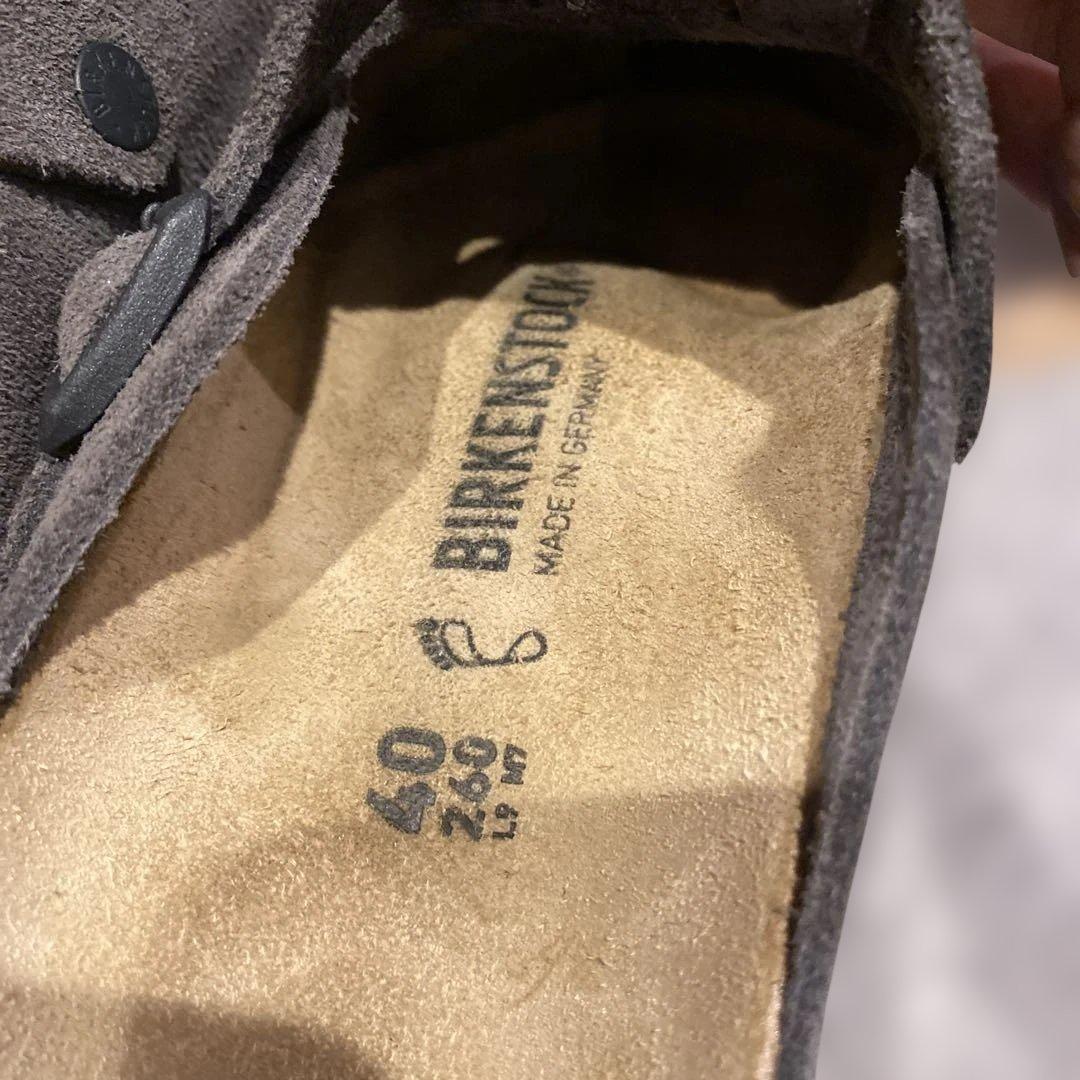 BIRKENSTOCK
MADE IN GERMANY
40
260
L9 M7